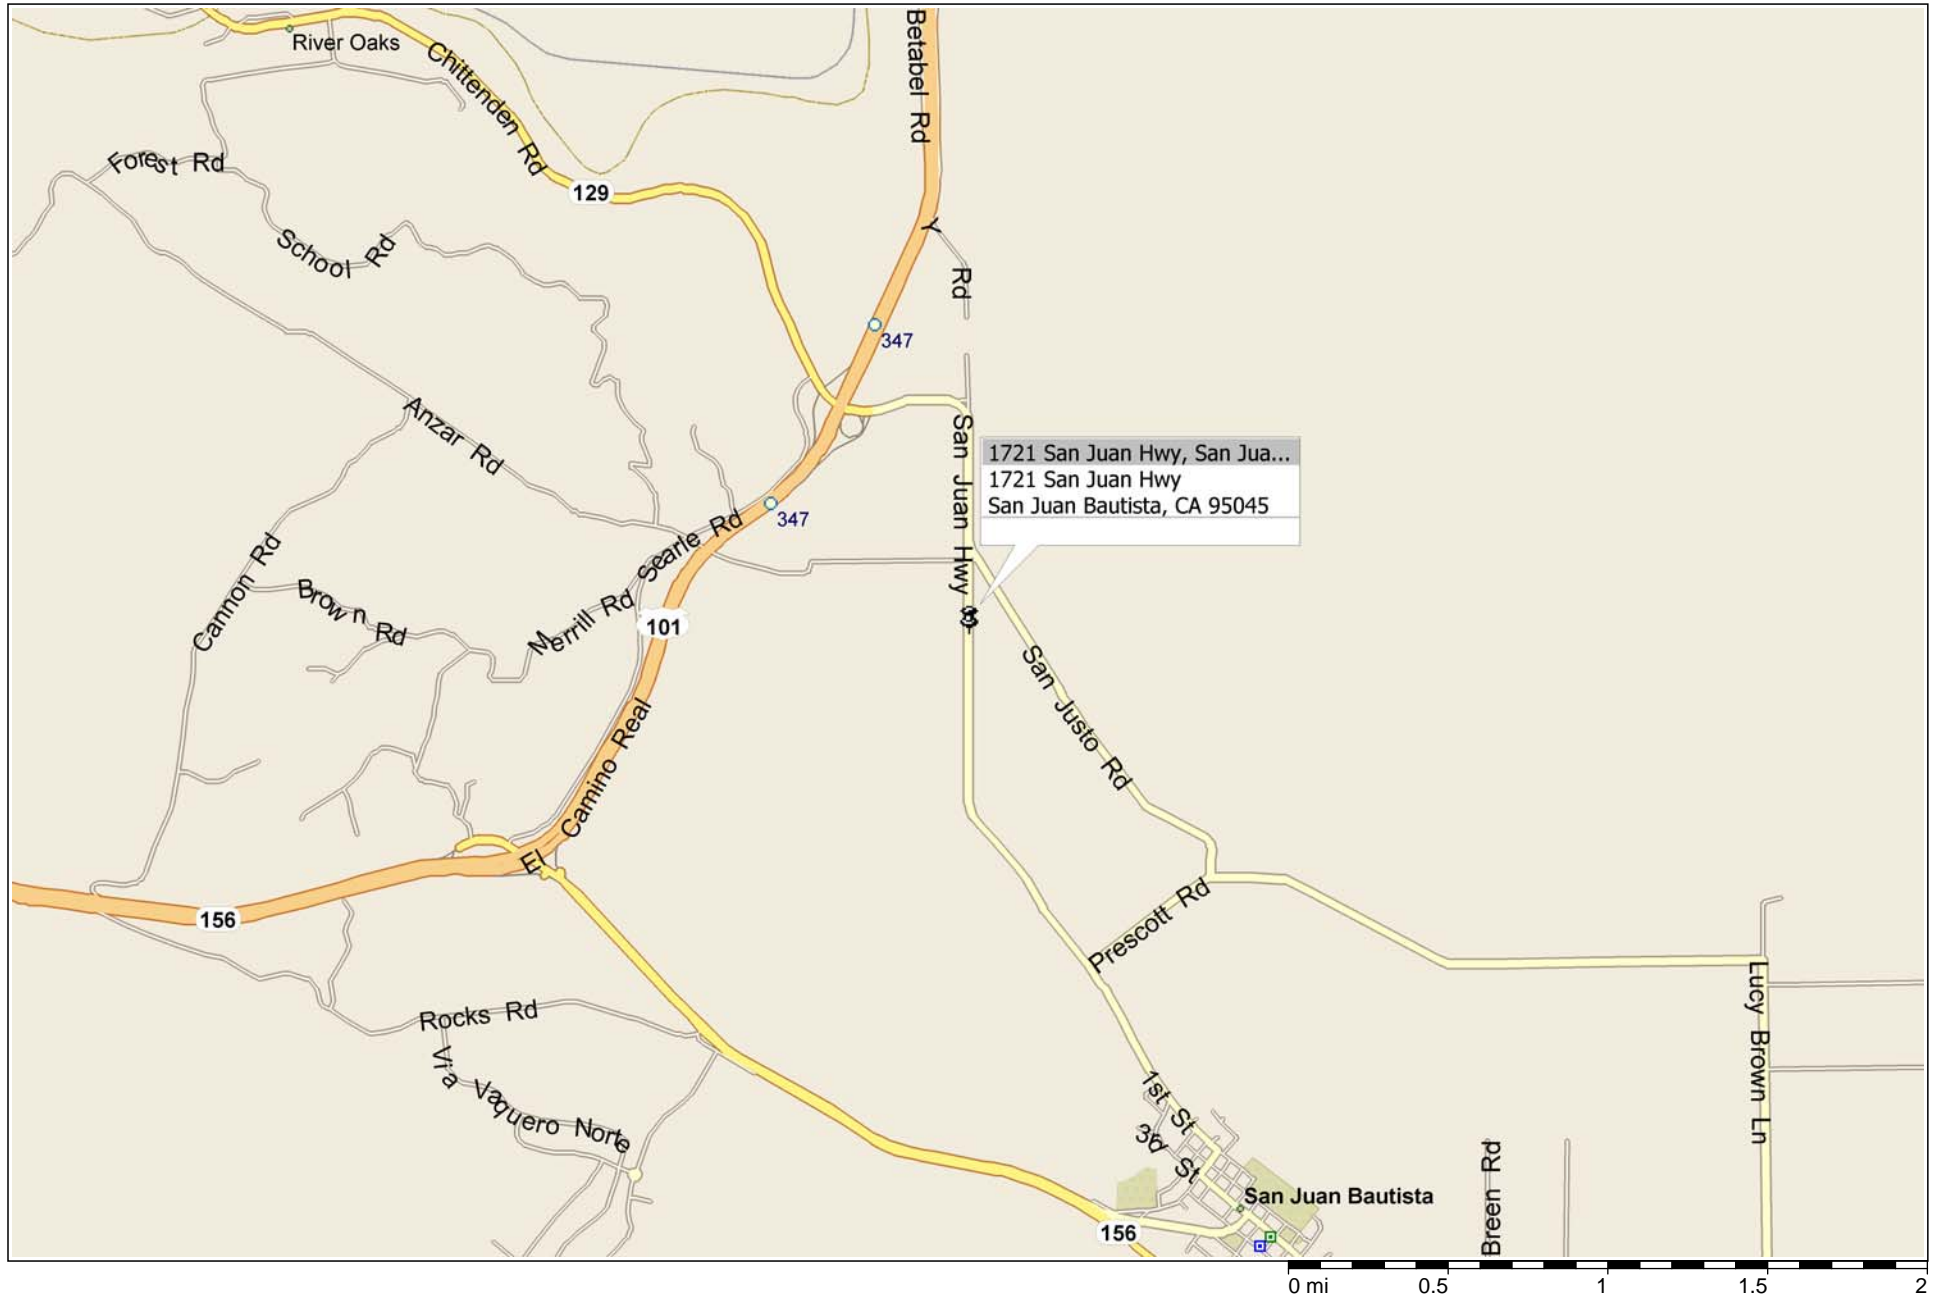 River Oaks
Chittenden Rd
Betabel Rd
129
Forest Rd
School Rd
Y Rd
347
Anzar Rd
San Juan Hwy
1721 San Juan Hwy, San Jua...
1721 San Juan Hwy
San Juan Bautista, CA 95045
347
Searle Rd
Cannon Rd
Brown Rd
Merrill Rd
101
San Justo Rd
El Camino Real
156
Prescott Rd
Rocks Rd
Via Vaquero Norte
Lucy Brown Ln
1st St
3rd St
San Juan Bautista
Breen Rd
156
0 mi 0.5 1 1.5 2